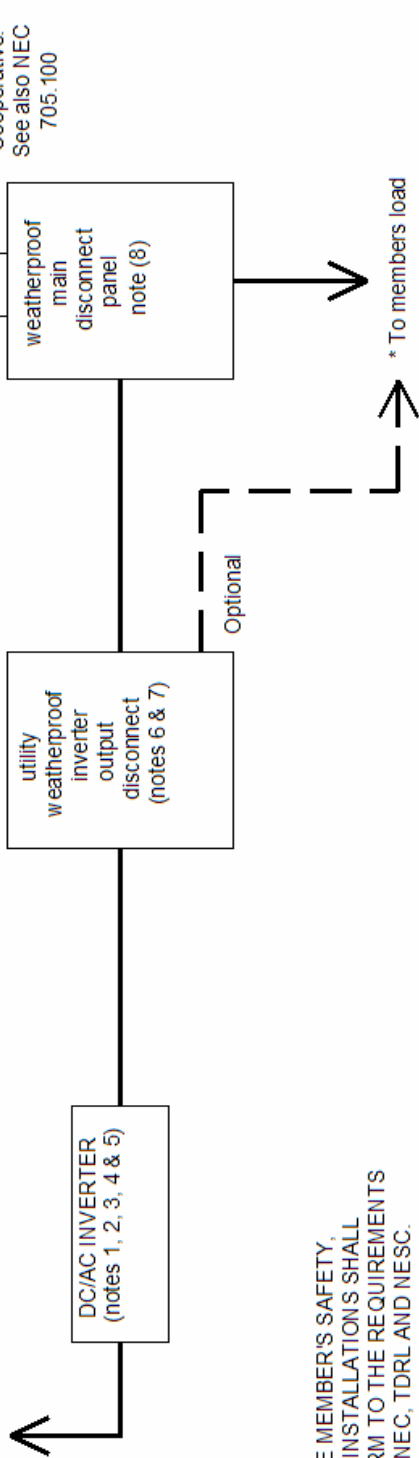 See also NEC
705.100
weatherproof
main
disconnect
panel
note (8)
utility
weatherproof
inverter
output
disconnect
(notes 6 & 7)
DC/AC INVERTER
(notes 1, 2, 3, 4 & 5)
Optional
* To members load
MEMBER'S SAFETY,
INSTALLATIONS SHALL
TO THE REQUIREMENTS
NEC, TDRL AND NESC.